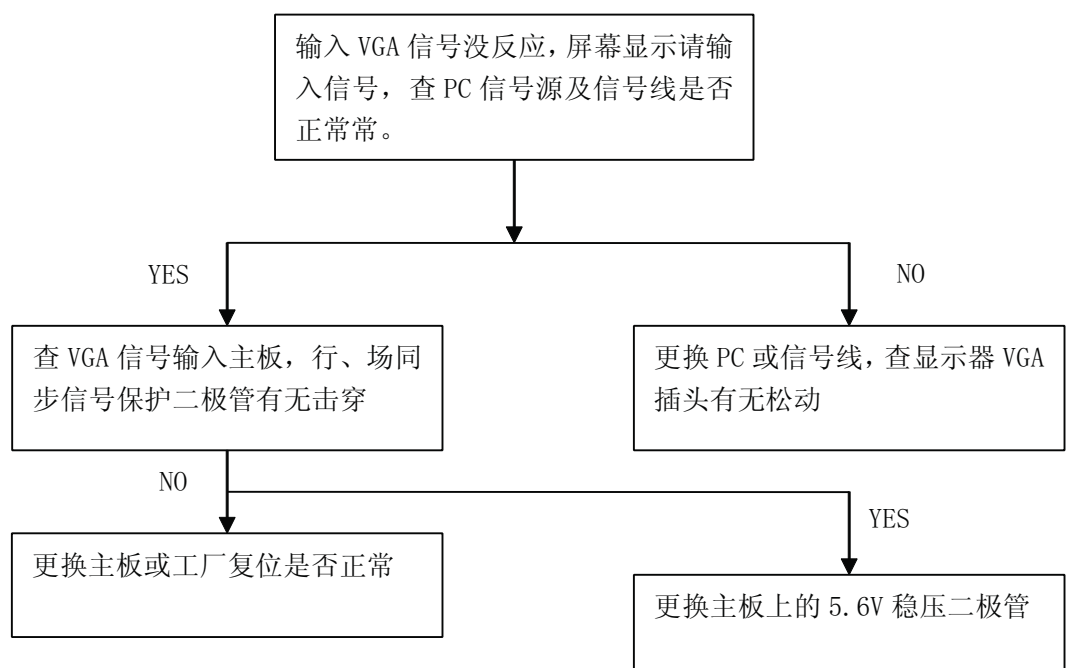 输入 VGA 信号没反应，屏幕显示请输
入信号，查 PC 信号源及信号线是否
正常常。
YES
NO
查 VGA 信号输入主板，行、场同
步信号保护二极管有无击穿
更换 PC 或信号线，查显示器 VGA
插头有无松动
NO
YES
更换主板或工厂复位是否正常
更换主板上的 5.6V 稳压二极管